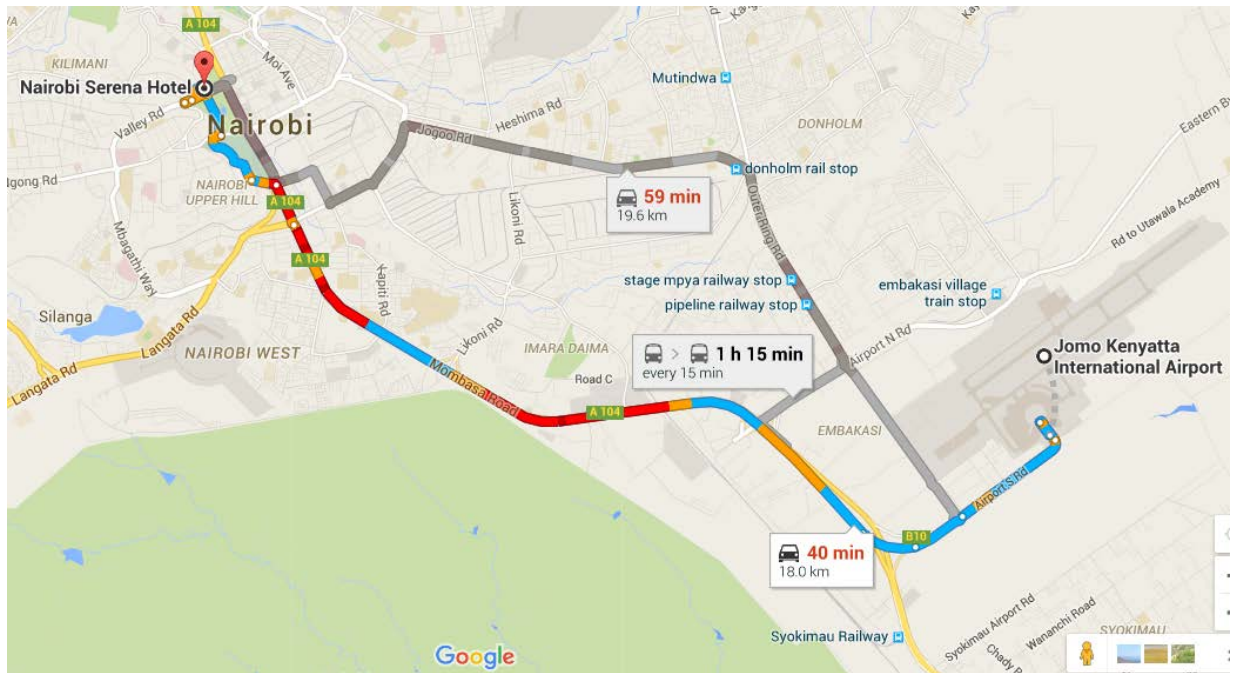 A 104
KILIMANI
Moi Ave
Nairobi Serena Hotel
Valley Rd
Nairobi
Jogoo Rd
Heshima Rd
Mutindwa
DONHOLM
Eastern By
donholm rail stop
Ngong Rd
NAIROBI
UPPER HILL
A 104
59 min
19.6 km
Likoni Rd
Outer Ring Rd
Rd to Utawala Academy
Mbagathi Way
A 104
Kapiti Rd
stage mpya railway stop
pipeline railway stop
embakasi village
train stop
Silanga
Langata Rd
NAIROBI WEST
Likoni Rd
IMARA DAIMA
Airport N Rd
1 h 15 min
every 15 min
Jomo Kenyatta
International Airport
Langata Rd
Mombasa Road
Road C
A 104
EMBAKASI
Airport S Rd
B10
40 min
18.0 km
Syokimau Railway
Syokimau Airport Rd
Wananchi Road
Chady Rd
SYOKIMAU
Google